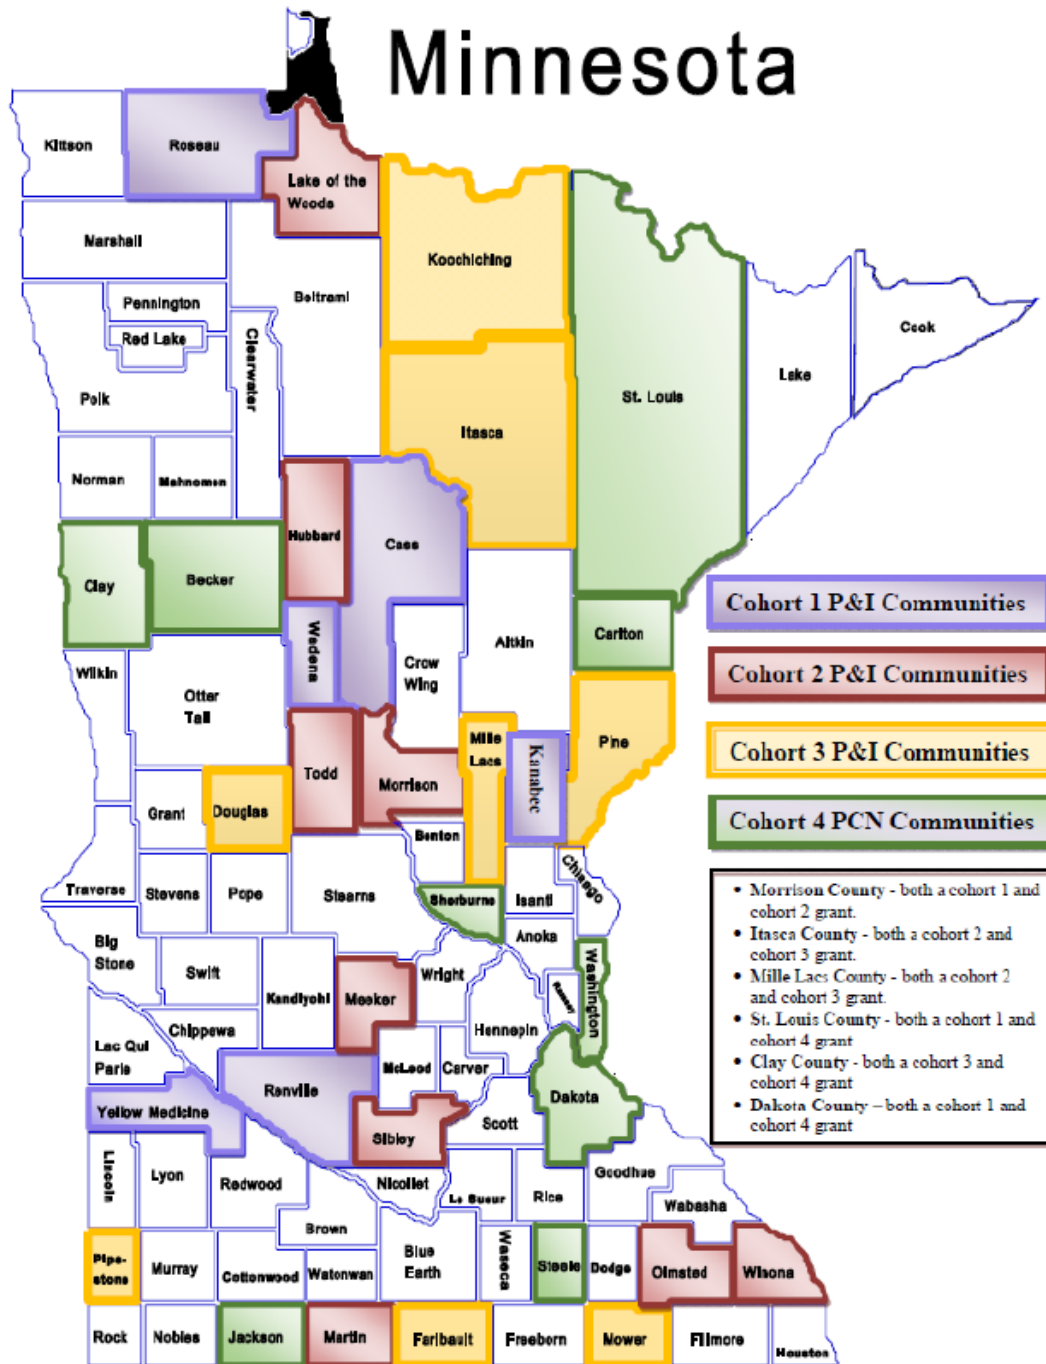 Minnesota
Kittson
Roseau
Lake of the
Woods
Marshall
Koochiching
Pennington
Beltrami
Red Lake
Clearwater
Cook
Lake
Polk
St. Louis
Itasca
Norman
Mahnomen
Hubbard
Cass
Clay
Becker
Cohort 1 P&I Communities
Wadena
Carlton
Aitkin
Crow
Wing
Wilkin
Cohort 2 P&I Communities
Otter
Tail
Mille
Lacs
Pine
Cohort 3 P&I Communities
Kanabec
Todd
Morrison
Grant
Douglas
Cohort 4 PCN Communities
Benton
Chisago
Traverse
Stevens
Pope
Stearns
Sherburne
Isanti
• Morrison County - both a cohort 1 and
cohort 2 grant.
• Itasca County - both a cohort 2 and
cohort 3 grant.
• Mille Lacs County - both a cohort 2
and cohort 3 grant.
• St. Louis County - both a cohort 1 and
cohort 4 grant
• Clay County - both a cohort 3 and
cohort 4 grant
• Dakota County – both a cohort 1 and
cohort 4 grant
Anoka
Big
Stone
Swift
Wright
Washington
Ramsey
Kandiyohi
Meeker
Hennepin
Chippewa
Lac Qui
Parle
McLeod
Carver
Renville
Dakota
Yellow Medicine
Scott
Sibley
Lincoln
Lyon
Redwood
Nicollet
Le Sueur
Rice
Goodhue
Wabasha
Brown
Pipe-
stone
Murray
Cottonwood
Watonwan
Blue
Earth
Waseca
Steele
Dodge
Olmsted
Winona
Rock
Nobles
Jackson
Martin
Faribault
Freeborn
Mower
Fillmore
Houston